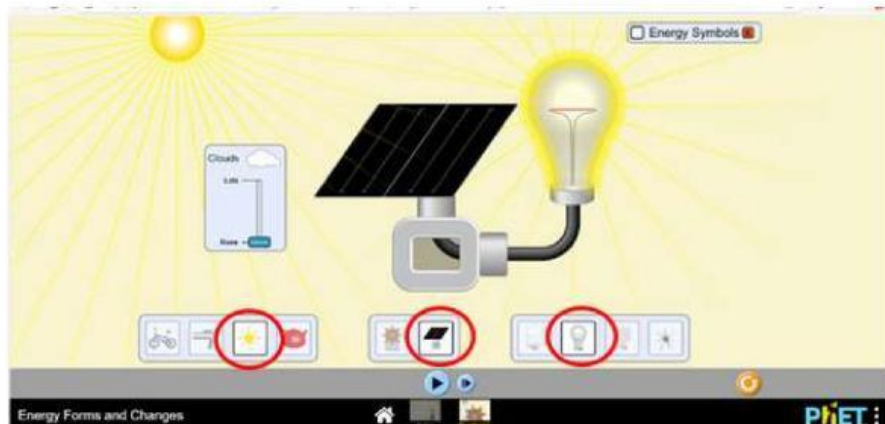 Energy Symbols
Clouds
Lots
None
Energy Forms and Changes
PhET